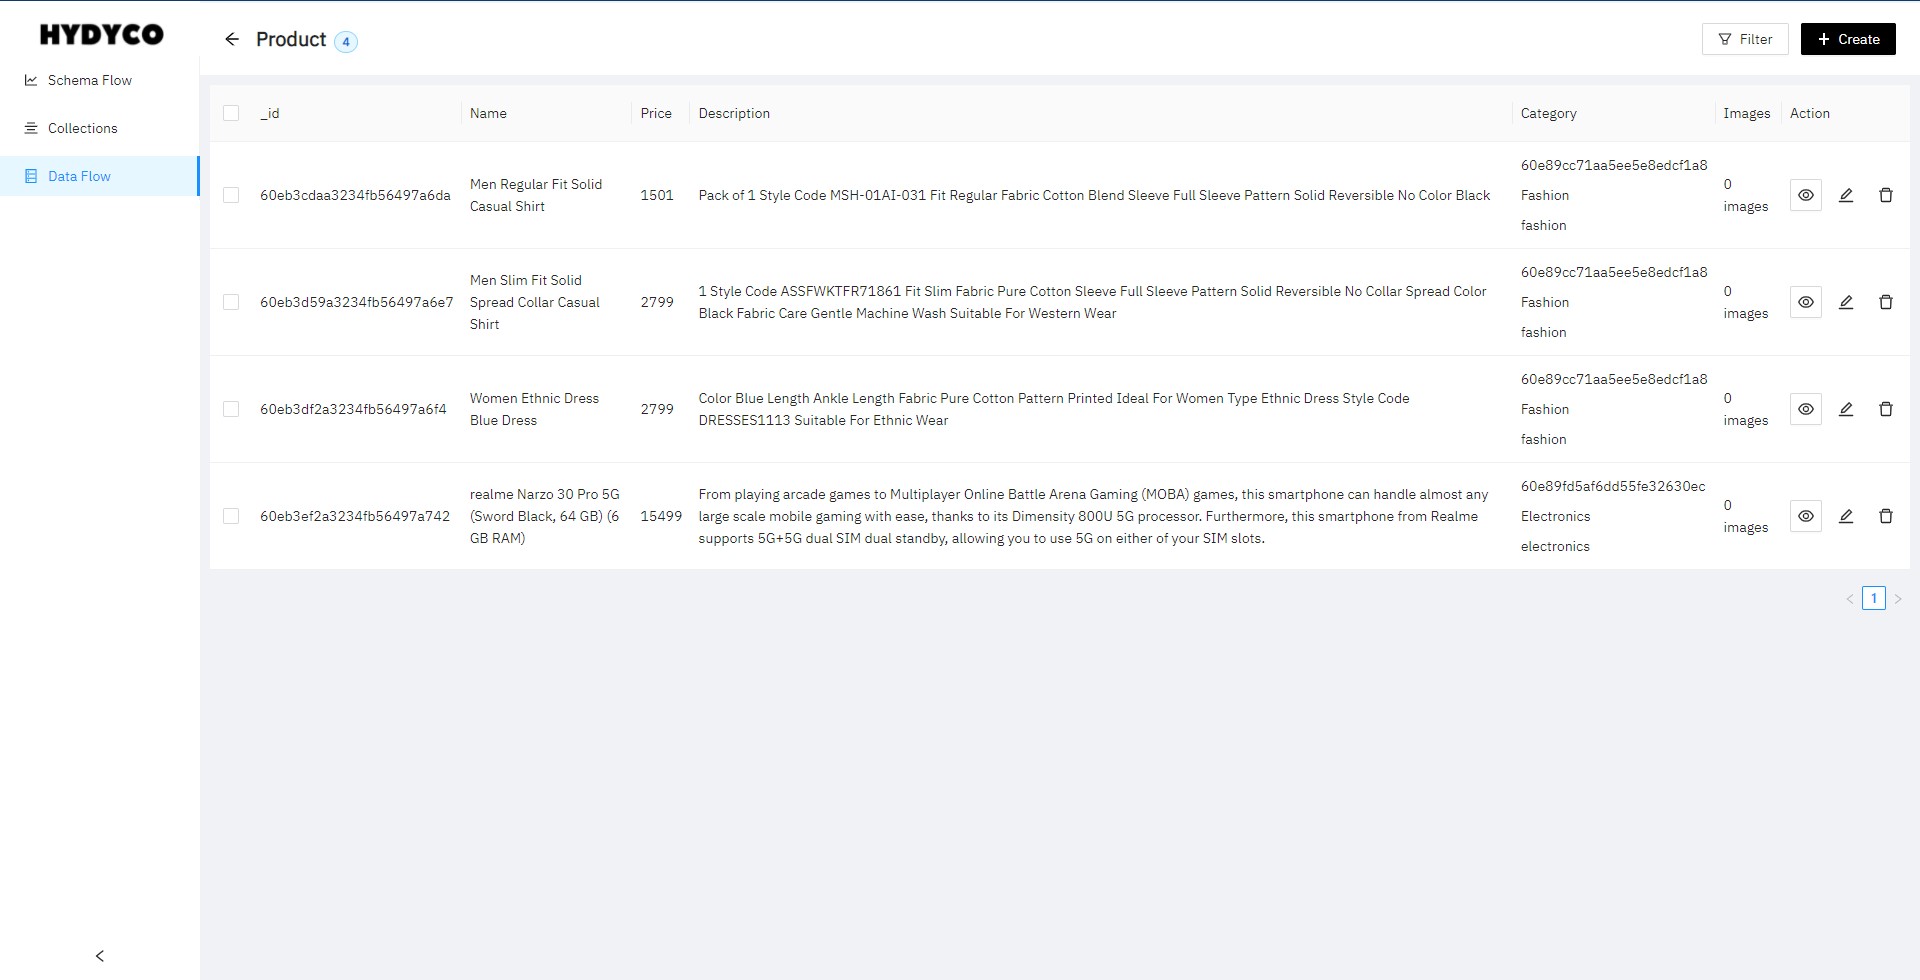 HYDYCO
Schema Flow
Collections
Data Flow
Product 4
Filter
+ Create
_id Name Price Description Category Images Action
60eb3cdaa3234fb56497a6da
Men Regular Fit Solid
Casual Shirt
1501
Pack of 1 Style Code MSH-01AI-031 Fit Regular Fabric Cotton Blend Sleeve Full Sleeve Pattern Solid Reversible No Color Black
60e89cc71aa5ee5e8edcf1a8
Fashion
fashion
0
images
60eb3d59a3234fb56497a6e7
Men Slim Fit Solid
Spread Collar Casual
Shirt
2799
1 Style Code ASSFWKTFR71861 Fit Slim Fabric Pure Cotton Sleeve Full Sleeve Pattern Solid Reversible No Collar Spread Color
Black Fabric Care Gentle Machine Wash Suitable For Western Wear
60e89cc71aa5ee5e8edcf1a8
Fashion
fashion
0
images
60eb3df2a3234fb56497a6f4
Women Ethnic Dress
Blue Dress
2799
Color Blue Length Ankle Length Fabric Pure Cotton Pattern Printed Ideal For Women Type Ethnic Dress Style Code
DRESSES1113 Suitable For Ethnic Wear
60e89cc71aa5ee5e8edcf1a8
Fashion
fashion
0
images
60eb3ef2a3234fb56497a742
realme Narzo 30 Pro 5G
(Sword Black, 64 GB) (6
GB RAM)
15499
From playing arcade games to Multiplayer Online Battle Arena Gaming (MOBA) games, this smartphone can handle almost any
large scale mobile gaming with ease, thanks to its Dimensity 800U 5G processor. Furthermore, this smartphone from Realme
supports 5G+5G dual SIM dual standby, allowing you to use 5G on either of your SIM slots.
60e89fd5af6dd55fe32630ec
Electronics
electronics
0
images
< 1 >